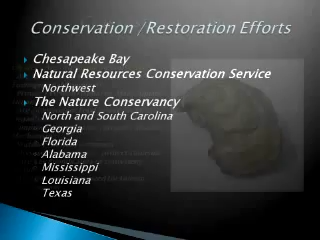 Conservation /Restoration Efforts
Chesapeake Bay
Natural Resources Conservation Service
Northwest
The Nature Conservancy
North and South Carolina
Georgia
Florida
Alabama
Mississippi
Louisiana
Texas